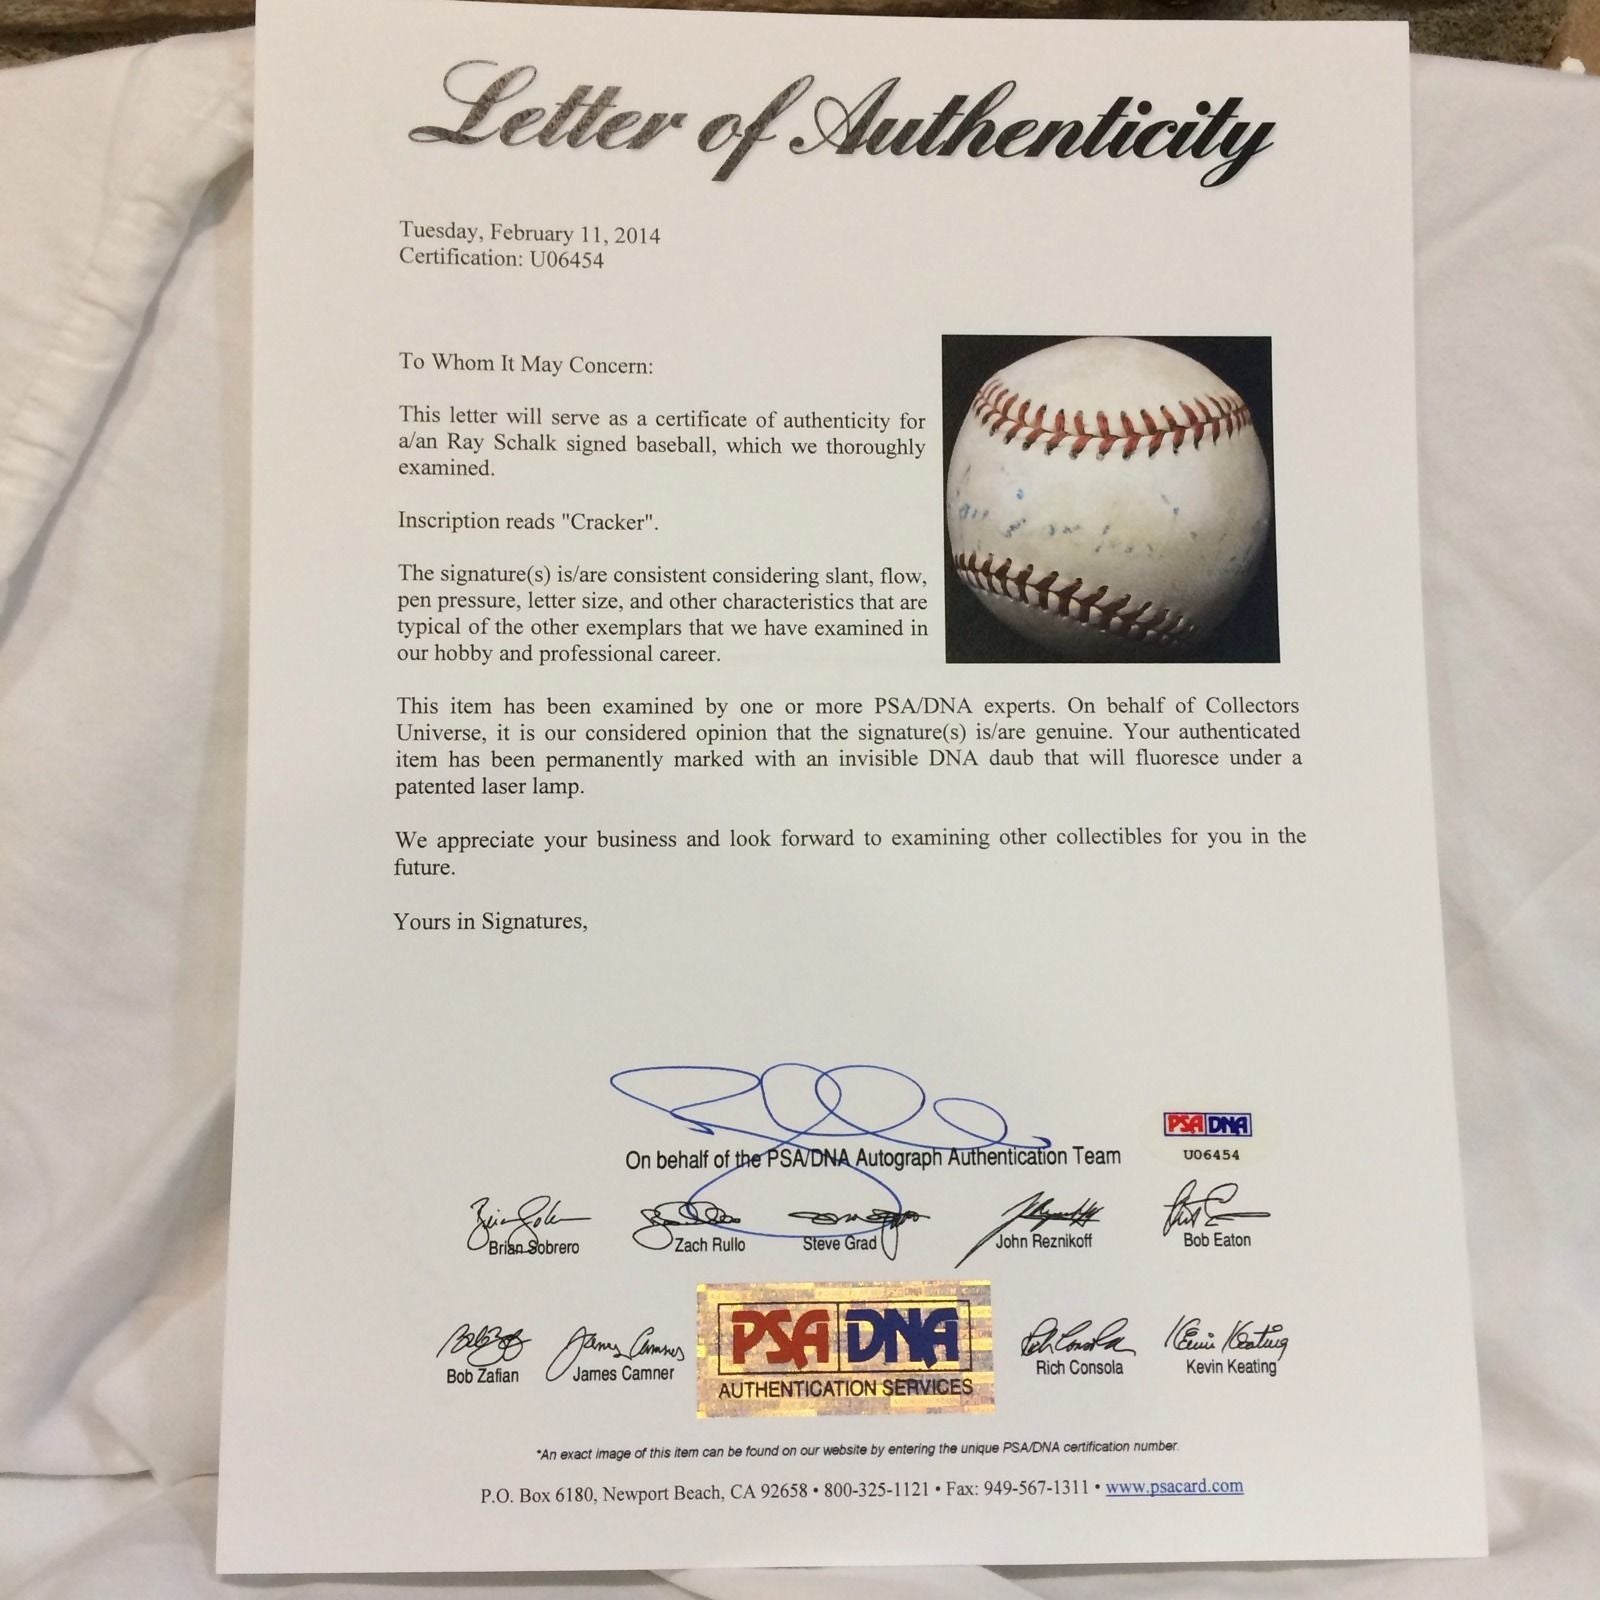 Letter of Authenticity
Tuesday, February 11, 2014
Certification: U06454
To Whom It May Concern:
This letter will serve as a certificate of authenticity for
a/an Ray Schalk signed baseball, which we thoroughly
examined.
Inscription reads "Cracker".
The signature(s) is/are consistent considering slant, flow,
pen pressure, letter size, and other characteristics that are
typical of the other exemplars that we have examined in
our hobby and professional career.
This item has been examined by one or more PSA/DNA experts. On behalf of Collectors
Universe, it is our considered opinion that the signature(s) is/are genuine. Your authenticated
item has been permanently marked with an invisible DNA daub that will fluoresce under a
patented laser lamp.
We appreciate your business and look forward to examining other collectibles for you in the
future.
Yours in Signatures,
PSA DNA
U06454
On behalf of the PSA/DNA Autograph Authentication Team
Brian Sobrero Zach Rullo Steve Grad John Reznikoff Bob Eaton
James Camner Kevin Keating
Bob Zafian James Camner Rich Consola Kevin Keating
PSA DNA
AUTHENTICATION SERVICES
*An exact image of this item can be found on our website by entering the unique PSA/DNA certification number.
P.O. Box 6180, Newport Beach, CA 92658 • 800-325-1121 • Fax: 949-567-1311 • www.psacard.com